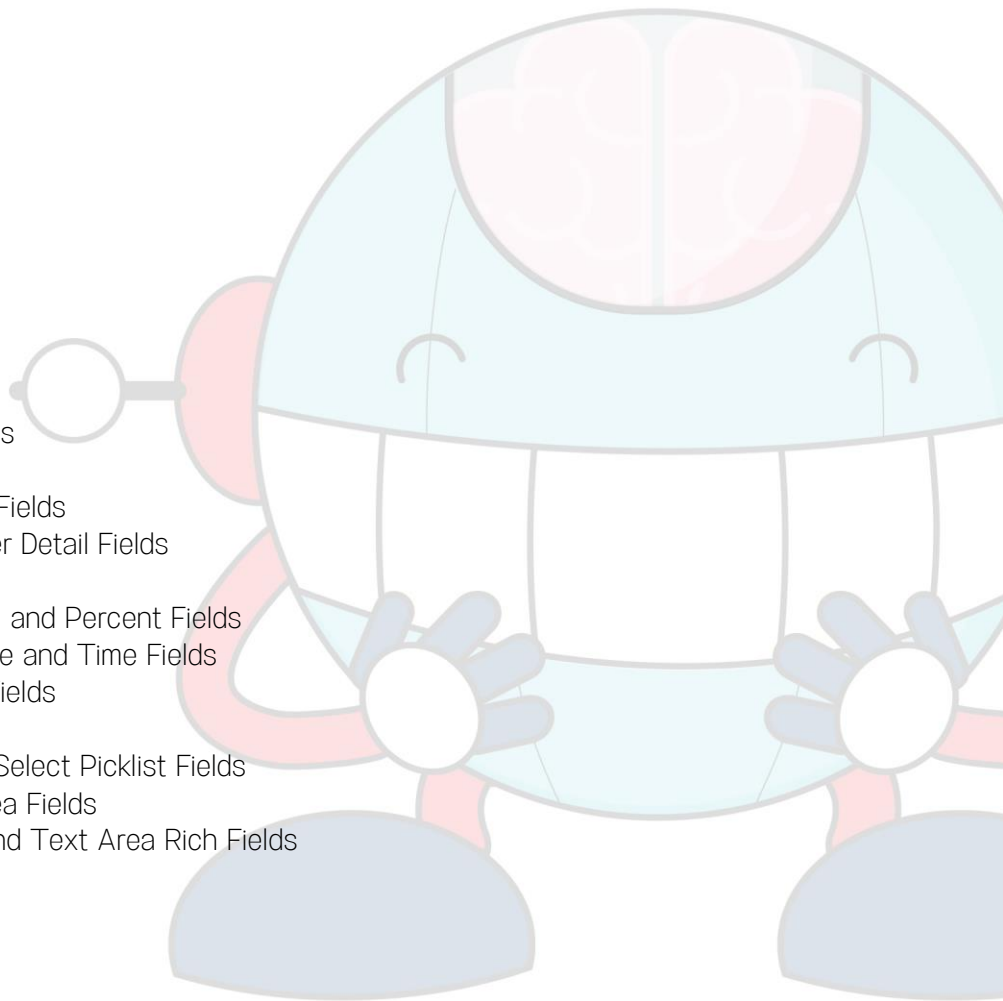 s
Fields
r Detail Fields
and Percent Fields
e and Time Fields
ields
Select Picklist Fields
ea Fields
nd Text Area Rich Fields